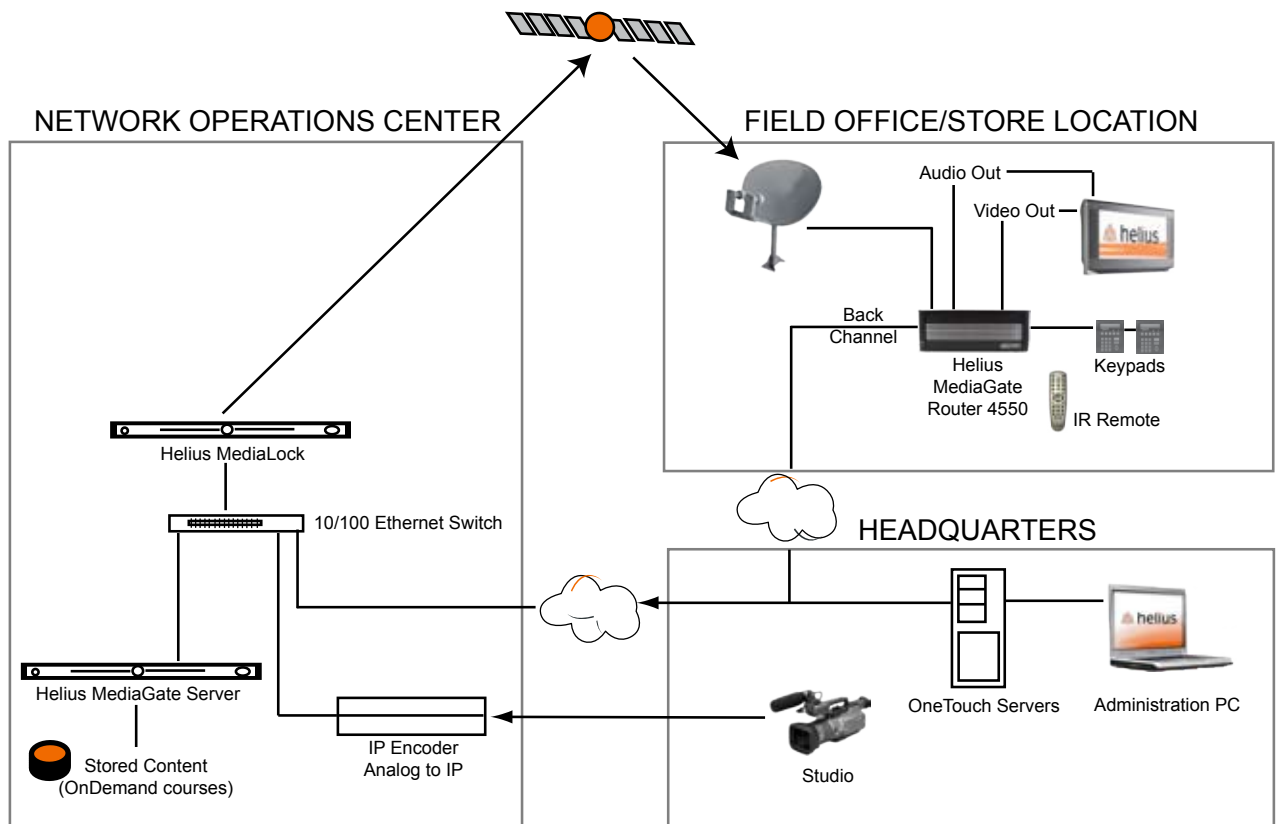 NETWORK OPERATIONS CENTER
FIELD OFFICE/STORE LOCATION
Audio Out
Video Out
helius
Back
Channel
Helius
MediaGate
Router 4550
Keypads
IR Remote
Helius MediaLock
10/100 Ethernet Switch
HEADQUARTERS
helius
Helius MediaGate Server
OneTouch Servers
Administration PC
IP Encoder
Analog to IP
Stored Content
(OnDemand courses)
Studio